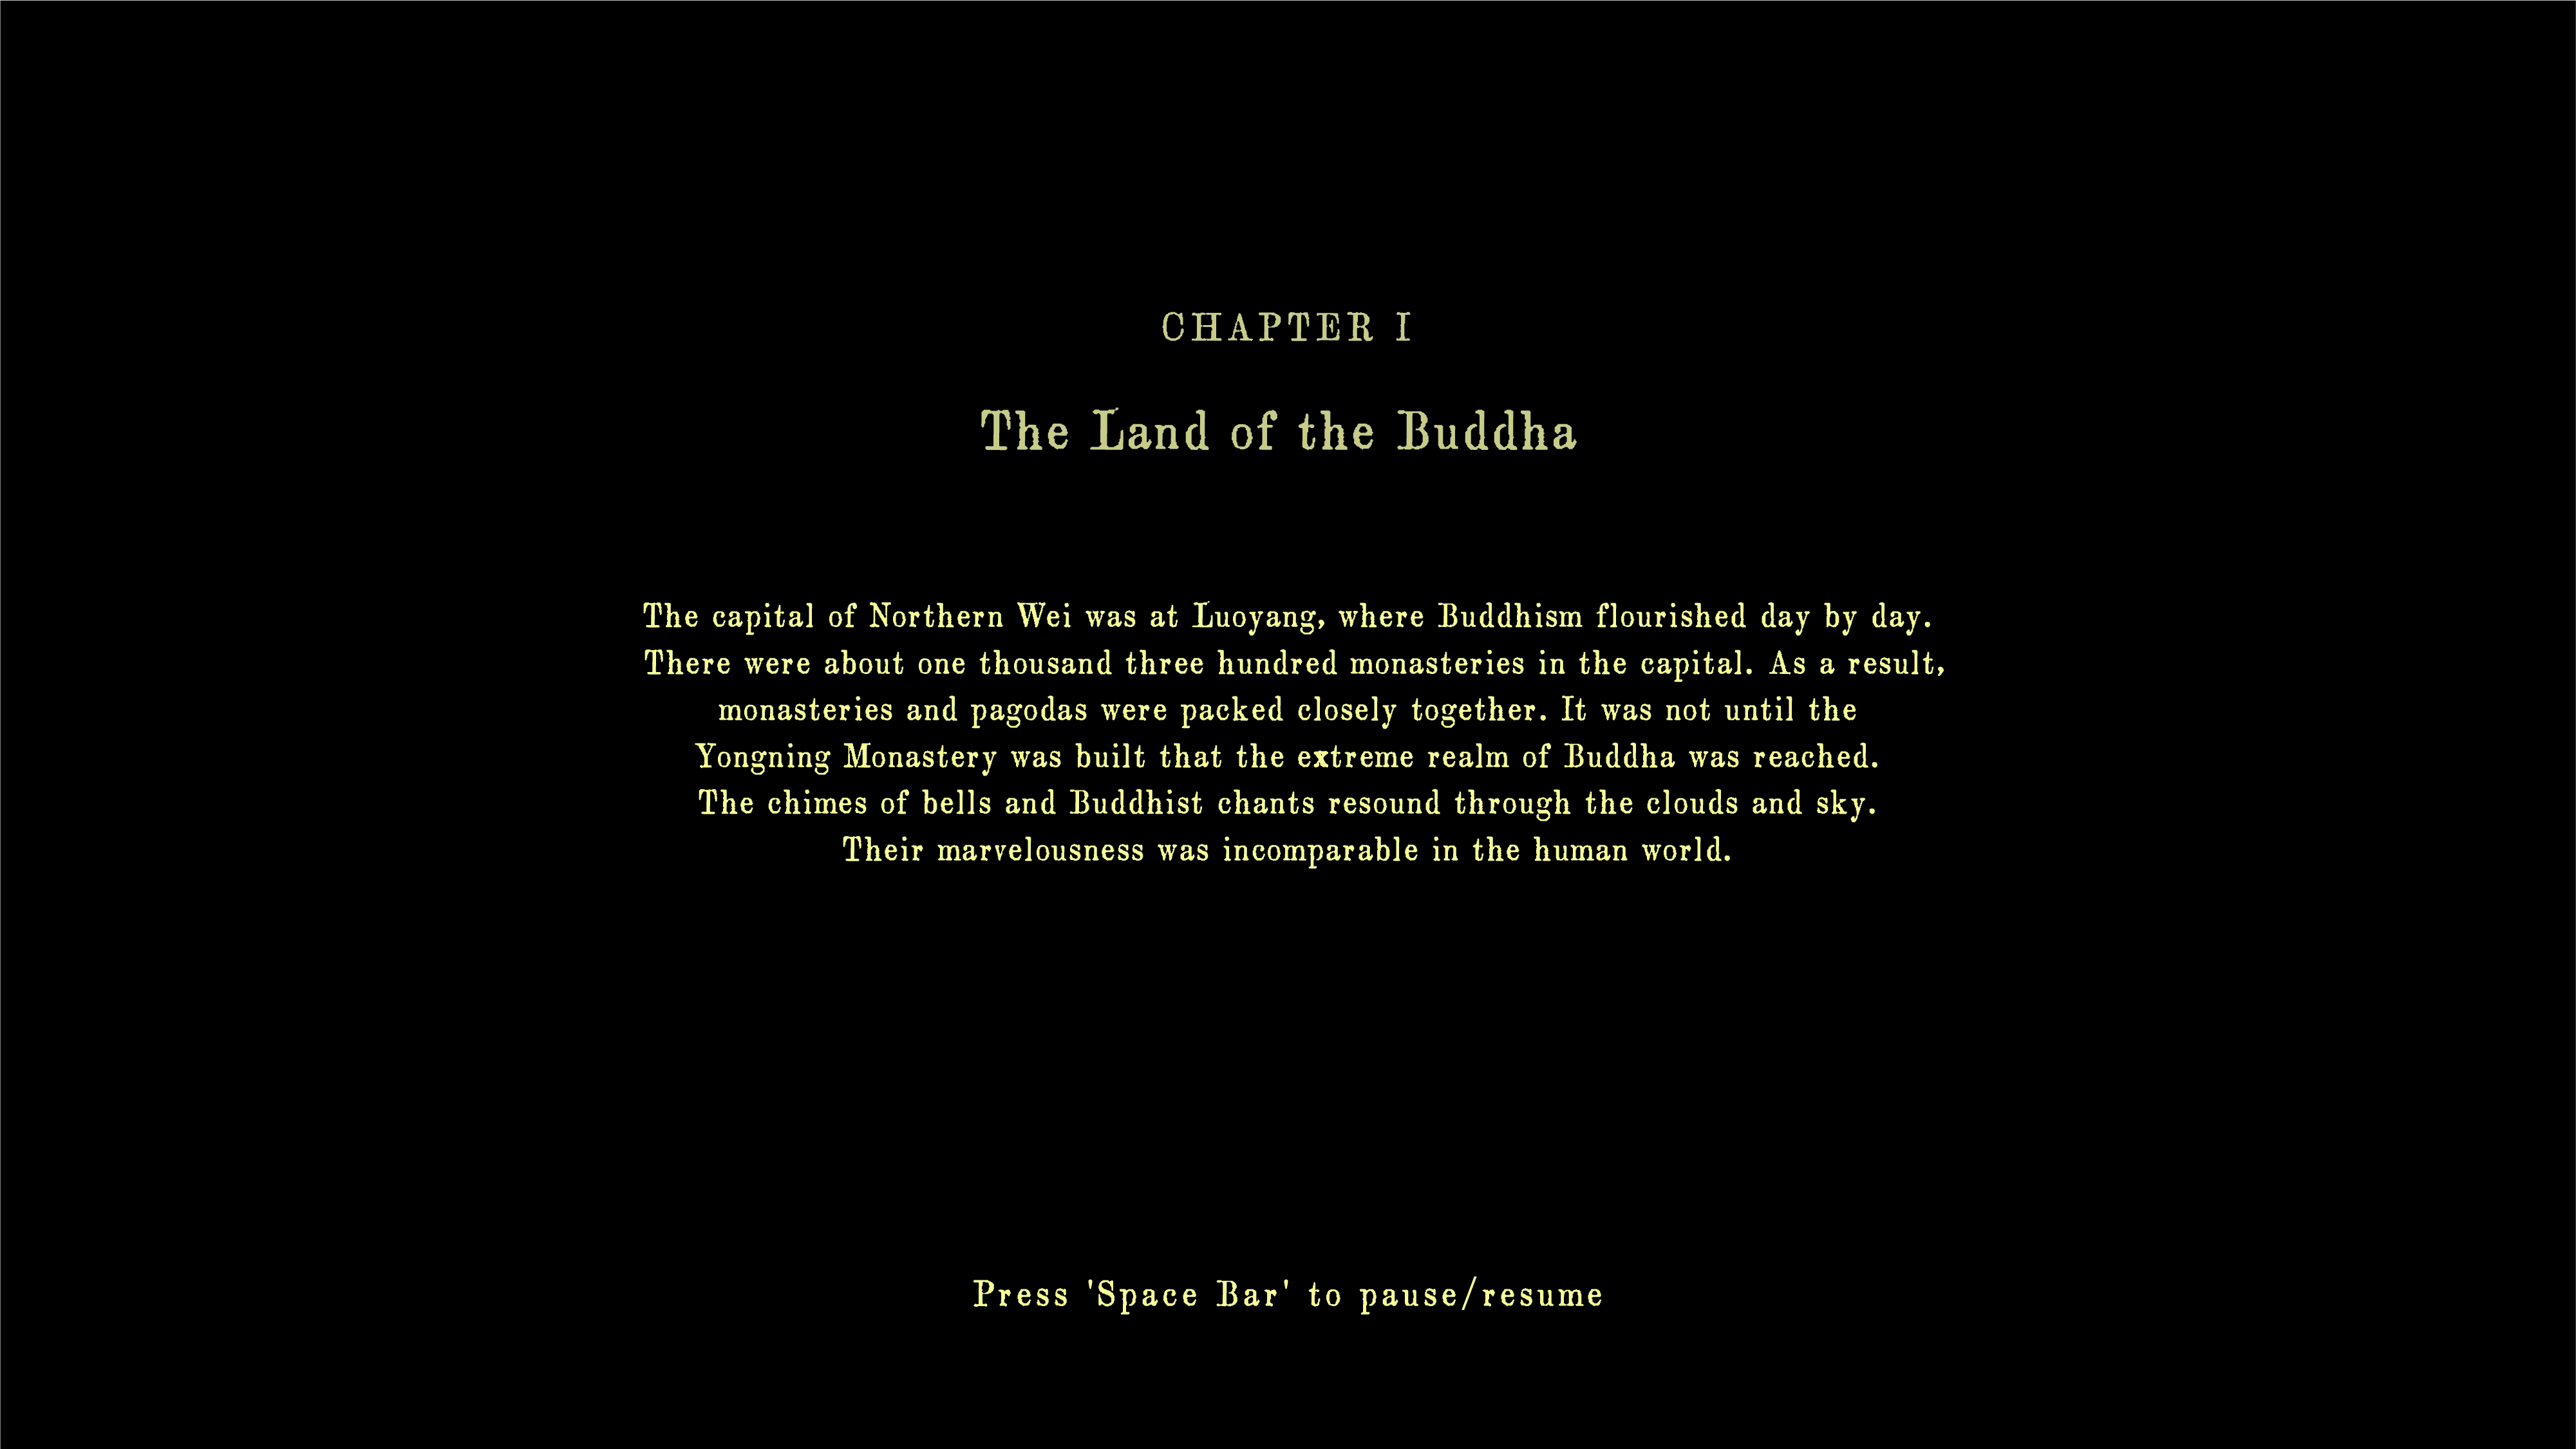 CHAPTER I
The Land of the Buddha
The capital of Northern Wei was at Luoyang, where Buddhism flourished day by day.
There were about one thousand three hundred monasteries in the capital. As a result,
monasteries and pagodas were packed closely together. It was not until the
Yongning Monastery was built that the extreme realm of Buddha was reached.
The chimes of bells and Buddhist chants resound through the clouds and sky.
Their marvelousness was incomparable in the human world.
Press 'Space Bar' to pause/resume